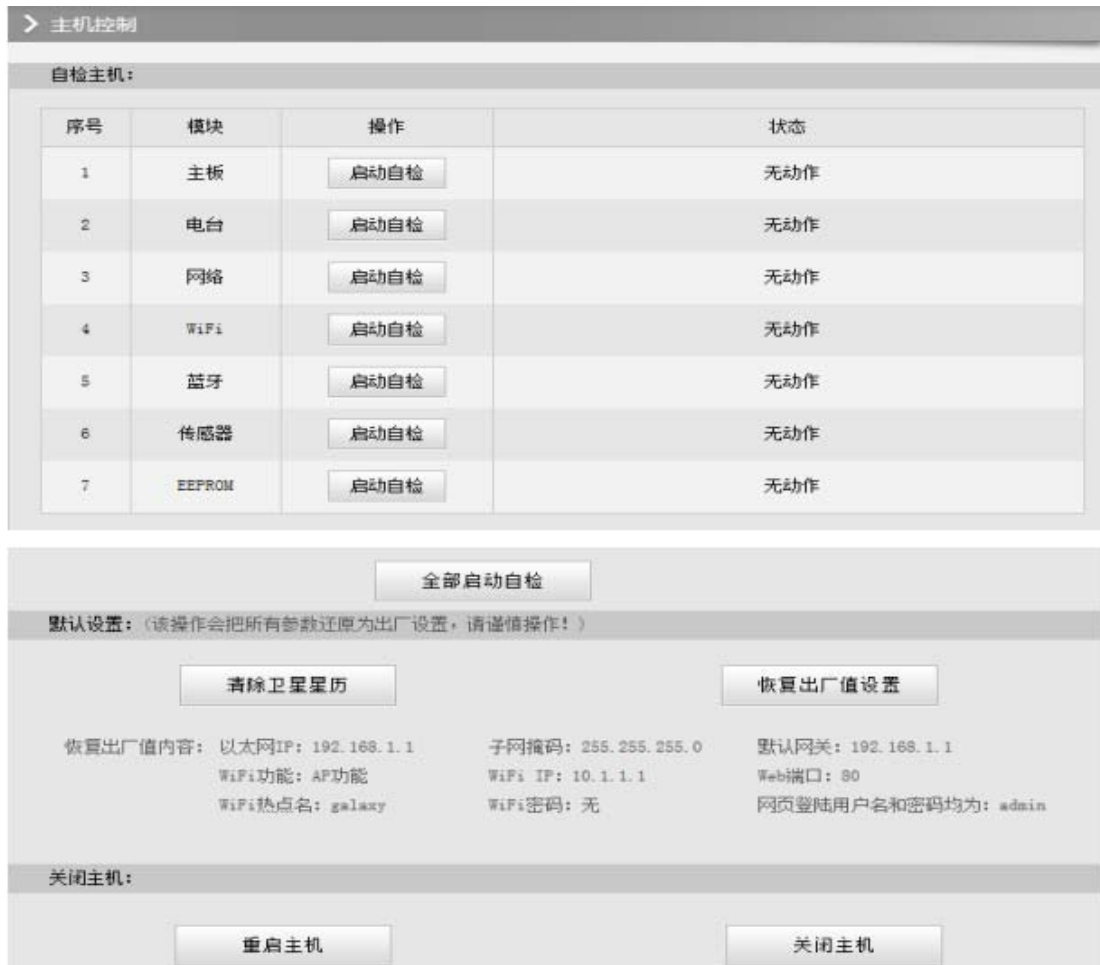 > 主机控制
自检主机：
序号 模块 操作 状态
1 主板 启动自检 无动作
2 电台 启动自检 无动作
3 网络 启动自检 无动作
4 WiFi 启动自检 无动作
5 蓝牙 启动自检 无动作
6 传感器 启动自检 无动作
7 EEPROM 启动自检 无动作
全部启动自检
默认设置：（该操作会把所有参数还原为出厂设置，请谨慎操作！）
清除卫星星历 恢复出厂值设置
恢复出厂值内容： 以太网IP：192.168.1.1 子网掩码：255.255.255.0 默认网关：192.168.1.1
WiFi功能：AP功能 WiFi IP：10.1.1.1 Web端口：80
WiFi热点名：galaxy WiFi密码：无 网页登陆用户名和密码均为：admin
关闭主机：
重启主机 关闭主机